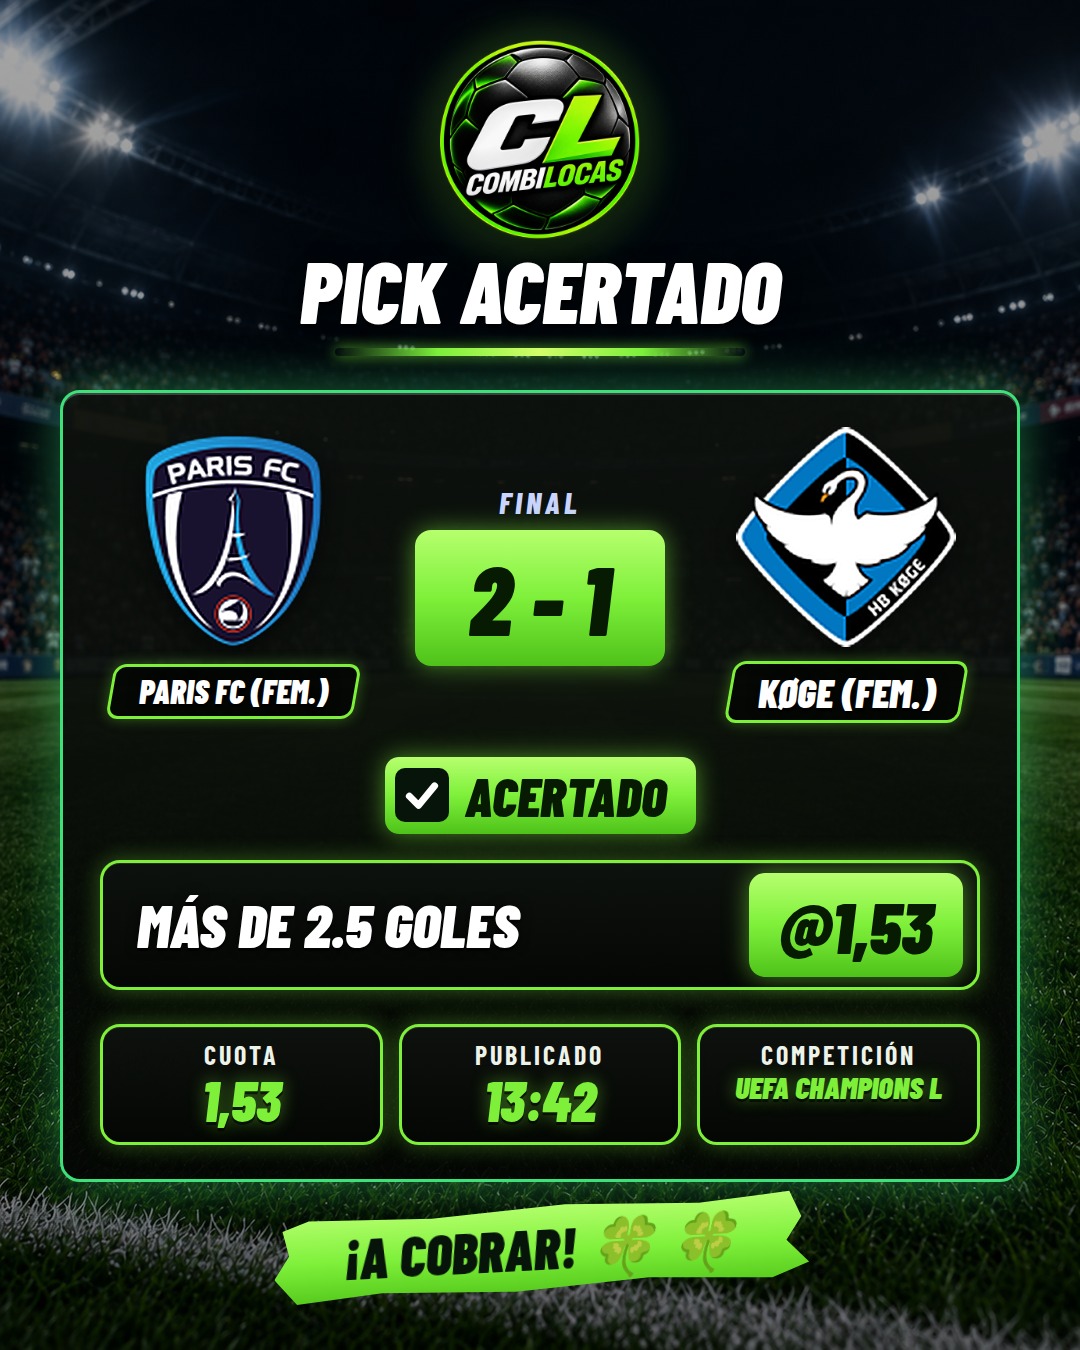 CL
COMBILOCAS
PICK ACERTADO
PARIS FC
FINAL
2 - 1
HB KØGE
PARIS FC (FEM.)
KØGE (FEM.)
ACERTADO
MÁS DE 2.5 GOLES
@1,53
CUOTA
1,53
PUBLICADO
13:42
COMPETICIÓN
UEFA CHAMPIONS L
¡A COBRAR! 🍀 🍀